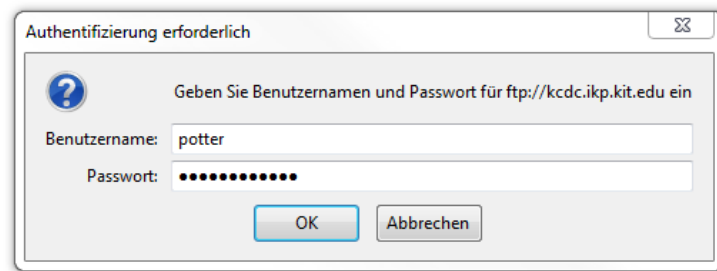 Authentifizierung erforderlich
Geben Sie Benutzernamen und Passwort für ftp://kcdc.ikp.kit.edu ein
Benutzername: potter
Passwort: ●●●●●●●●●●●●
OK Abbrechen